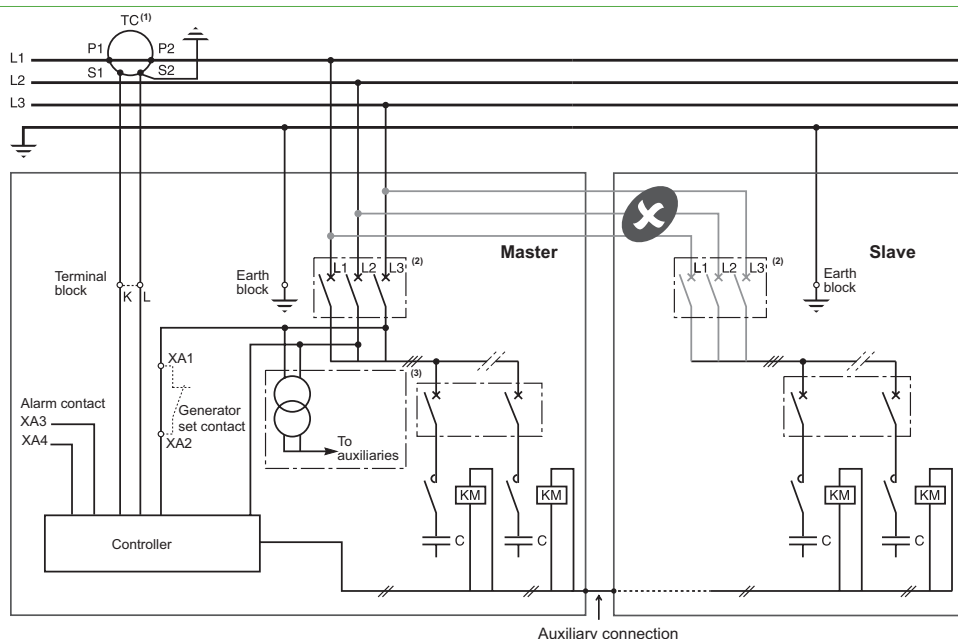 TC(1)
P1 P2
L1
S1 S2
L2
L3
Master
Slave
L1 L2 L3 (2)
L1 L2 L3 (2)
Terminal
block
K L
Earth
block
Earth
block
XA1
(3)
Generator
set contact
Alarm contact
XA3
XA4
XA2
To
auxiliaries
KM
KM
KM
KM
C
C
C
C
Controller
Auxiliary connection